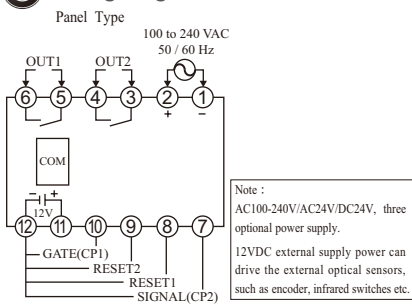 Panel Type
100 to 240 VAC
50 / 60 Hz
OUT1
OUT2
6 5 4 3 2 1
+ −
COM
− +
12V
12 11 10 9 8 7
GATE(CP1)
RESET2
RESET1
SIGNAL(CP2)
Note :
AC100-240V/AC24V/DC24V, three
optional power supply.
12VDC external supply power can
drive the external optical sensors,
such as encoder, infrared switches etc.